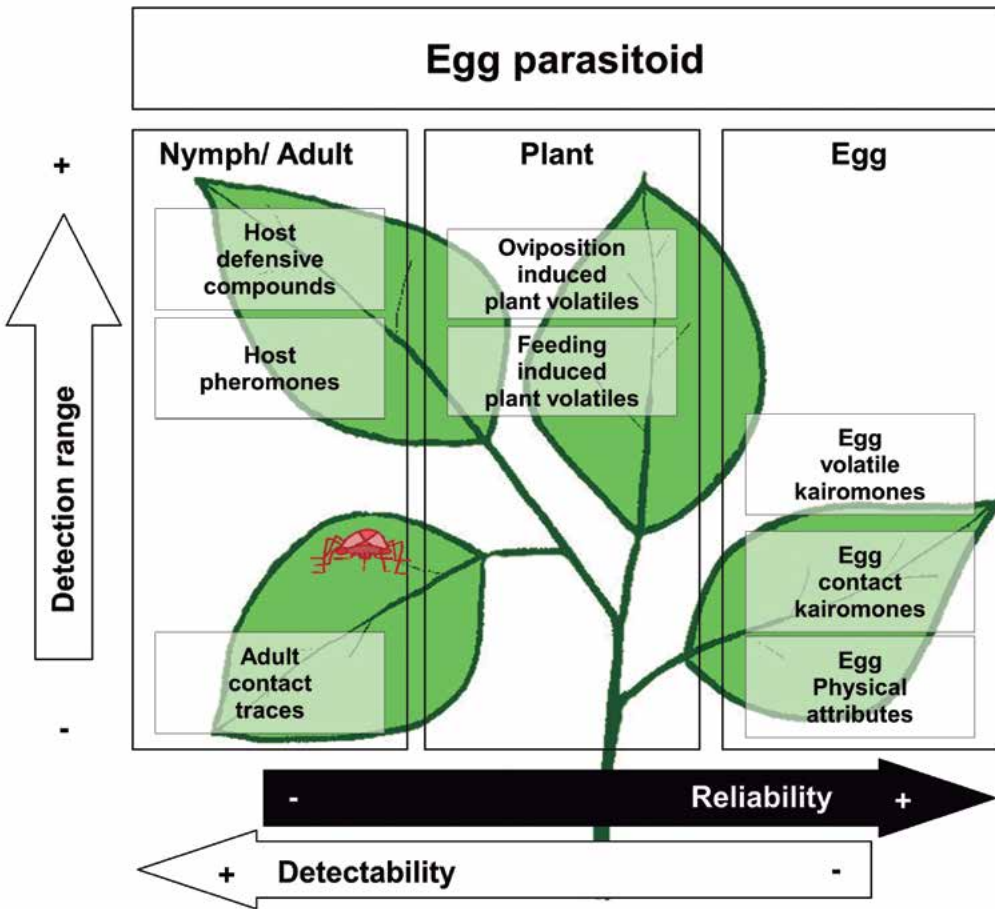 Egg parasitoid
Nymph/ Adult
Host
defensive
compounds
Host
pheromones
Adult
contact
traces
Plant
Oviposition
induced
plant volatiles
Feeding
induced
plant volatiles
Egg
Egg
volatile
kairomones
Egg
contact
kairomones
Egg
Physical
attributes
+
Detection range
-
- Reliability +
+ Detectability -